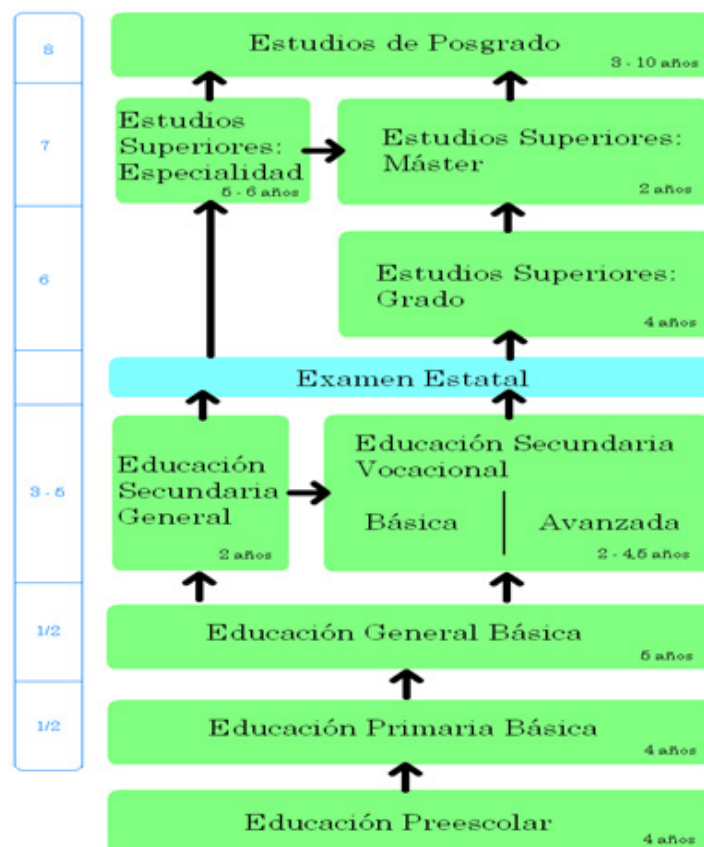 8
Estudios de Posgrado
3 - 10 años
7
Estudios
Superiores:
Especialidad
5 - 6 años
Estudios Superiores:
Máster
2 años
6
Estudios Superiores:
Grado
4 años
Examen Estatal
3 - 5
Educación
Secundaria
General
2 años
Educación Secundaria
Vocacional
Básica
Avanzada
2 - 4,5 años
1/2
Educación General Básica
5 años
1/2
Educación Primaria Básica
4 años
Educación Preescolar
4 años